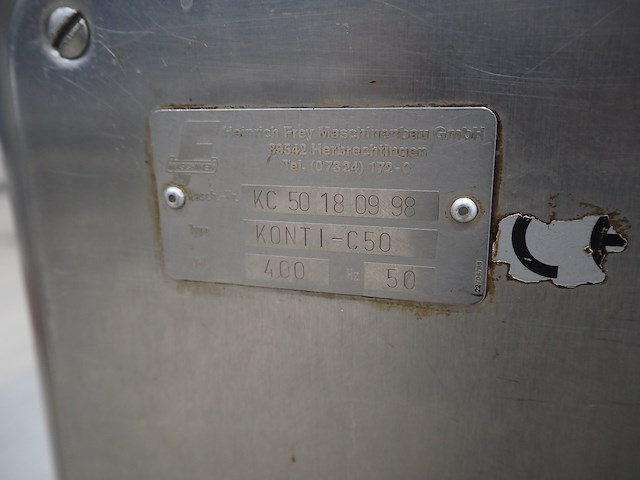 Heinrich Frey Maschinenbau GmbH
89542 Herbrechtingen
Tel. (07324) 172-0
KC 50 18 09 98
Type KONTI-C50
400 Hz 50